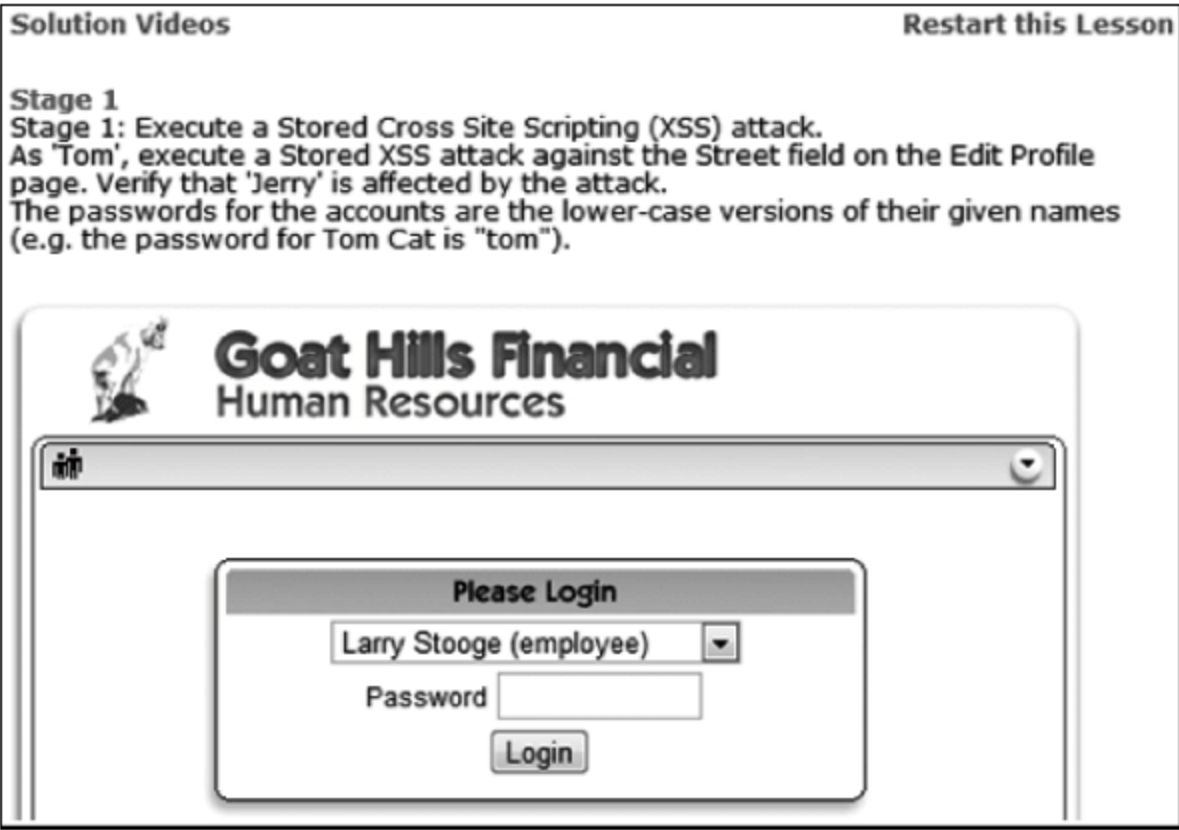 Solution Videos
Restart this Lesson
Stage 1
Stage 1: Execute a Stored Cross Site Scripting (XSS) attack.
As 'Tom', execute a Stored XSS attack against the Street field on the Edit Profile
page. Verify that 'Jerry' is affected by the attack.
The passwords for the accounts are the lower-case versions of their given names
(e.g. the password for Tom Cat is "tom").
Goat Hills Financial
Human Resources
Please Login
Larry Stooge (employee)
Password
Login